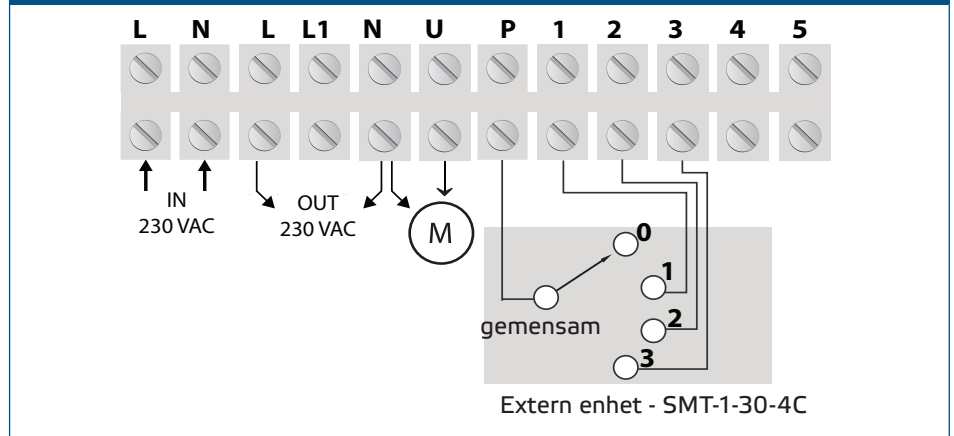 L N L L1 N U P 1 2 3 4 5
IN
230 VAC
OUT
230 VAC
M
0
1
2
3
gemensam
Extern enhet - SMT-1-30-4C